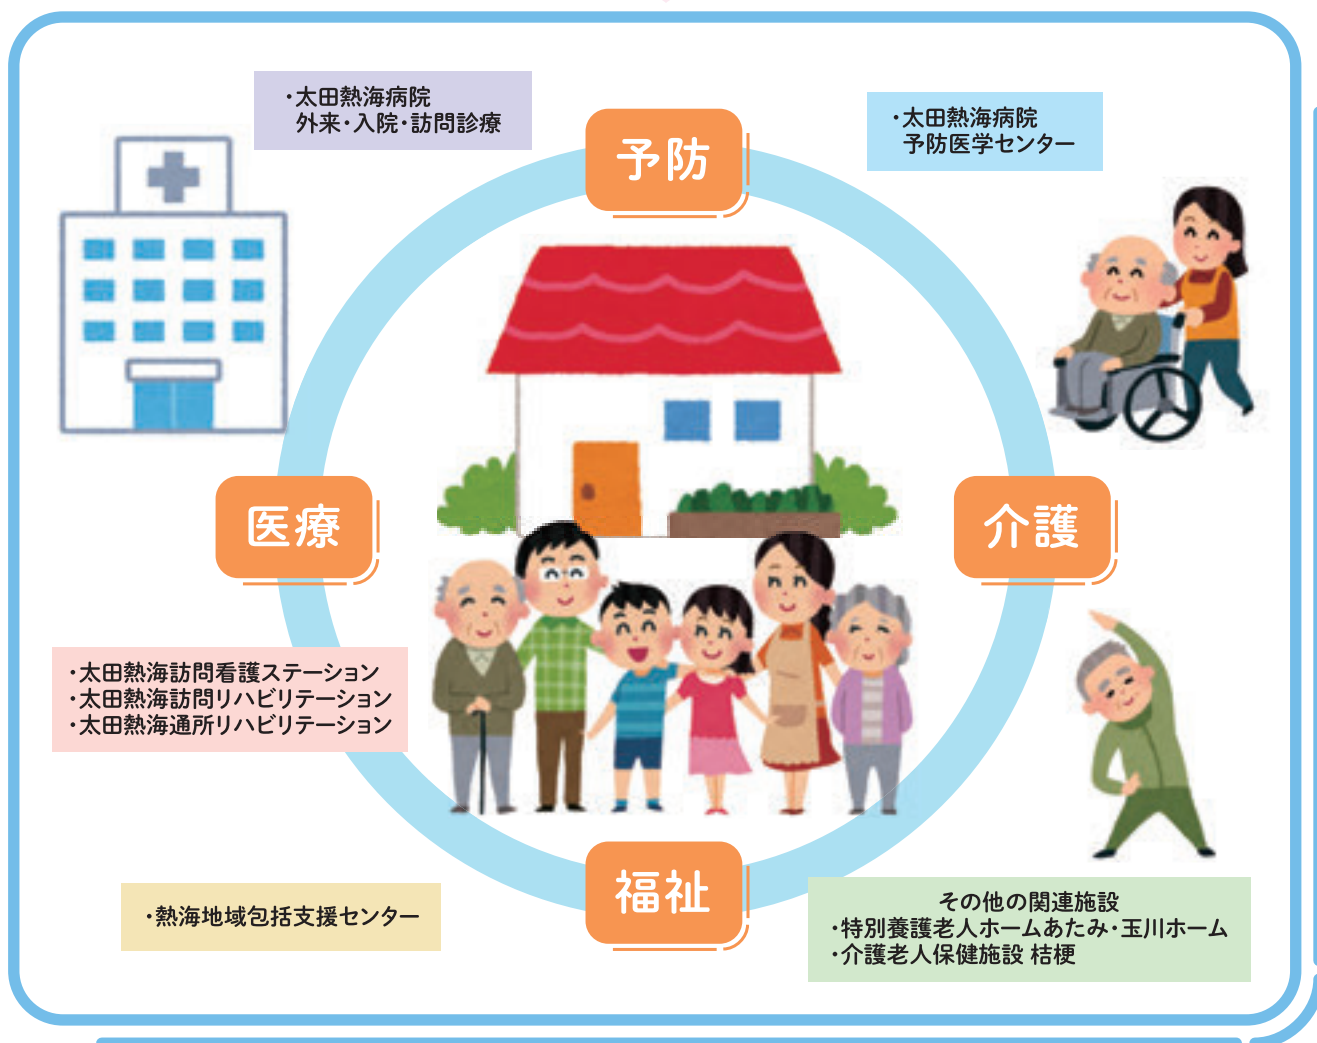 ・太田熱海病院
外来・入院・訪問診療
・太田熱海病院
予防医学センター
予防
医療
介護
・太田熱海訪問看護ステーション
・太田熱海訪問リハビリテーション
・太田熱海通所リハビリテーション
福祉
・熱海地域包括支援センター
その他の関連施設
・特別養護老人ホームあたみ・玉川ホーム
・介護老人保健施設 桔梗